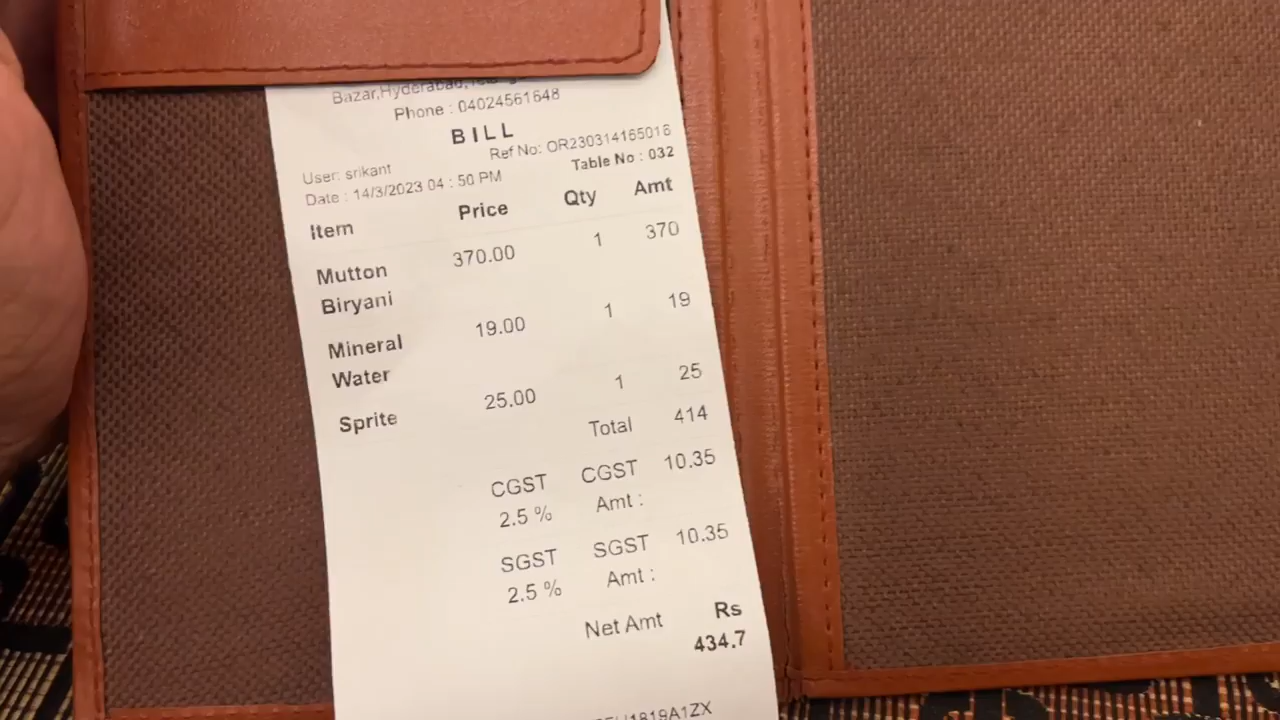 Bazar,Hyderabad,
Phone : 04024561648
BILL
Ref No: OR230314165016
User: srikant
Table No : 032
Date : 14/3/2023 04 : 50 PM
Item Price Qty Amt
Mutton Biryani 370.00 1 370
Mineral Water 19.00 1 19
Sprite 25.00 1 25
Total 414
CGST 2.5 % CGST Amt : 10.35
SGST 2.5 % SGST Amt : 10.35
Net Amt Rs 434.7
1819A1ZX